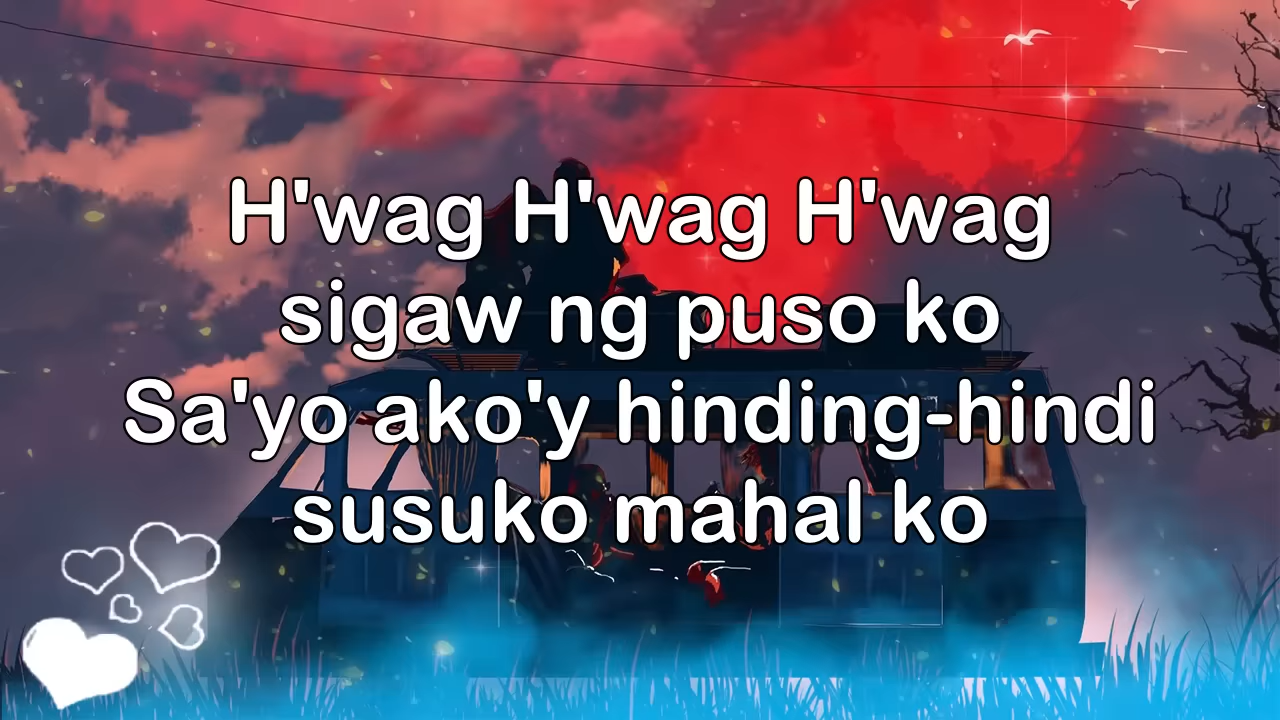 H'wag H'wag H'wag
sigaw ng puso ko
Sa'yo ako'y hinding-hindi
susuko mahal ko